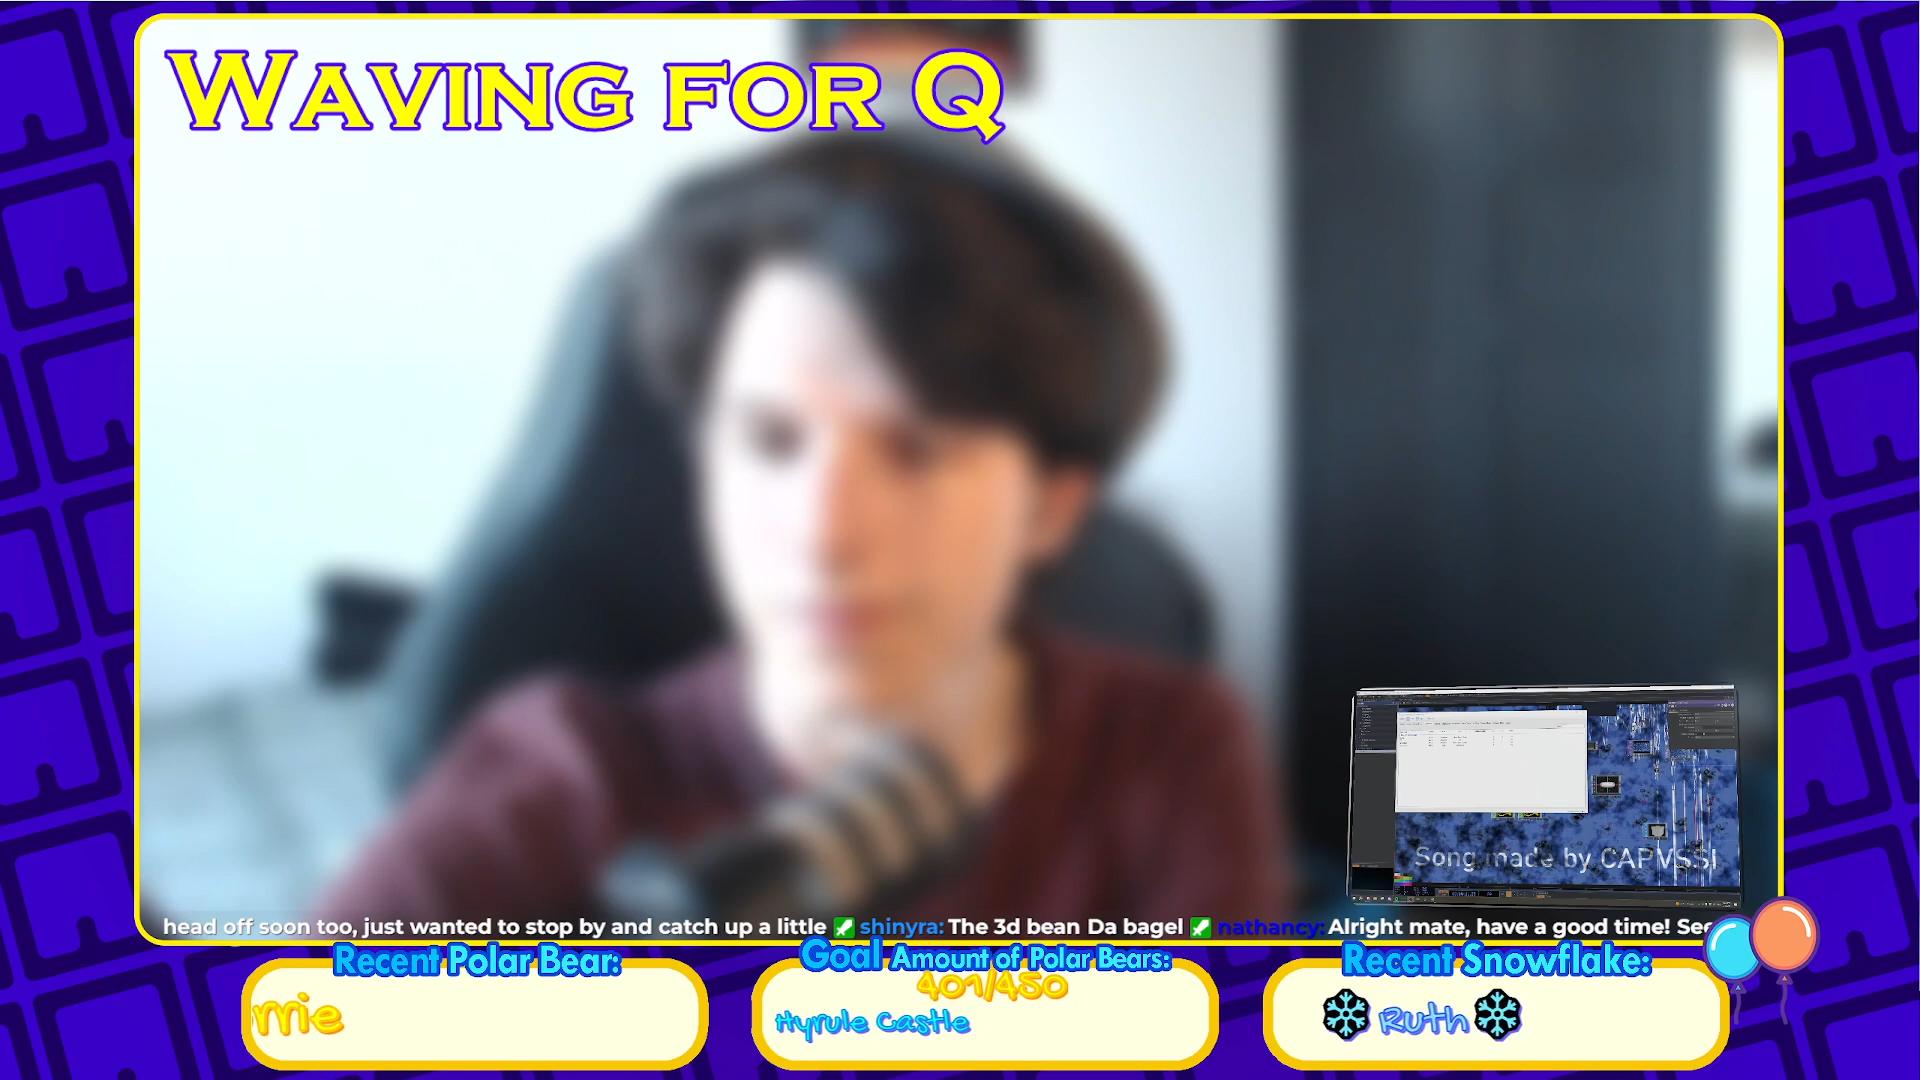 Waving for Q
Song made by CAPVSSI
head off soon too, just wanted to stop by and catch up a little shinyra: The 3d bean Da bagel nathancy: Alright mate, have a good time! See
Recent Polar Bear:
mie
Goal Amount of Polar Bears:
401/450
Hyrule Castle
Recent Snowflake:
Ruth